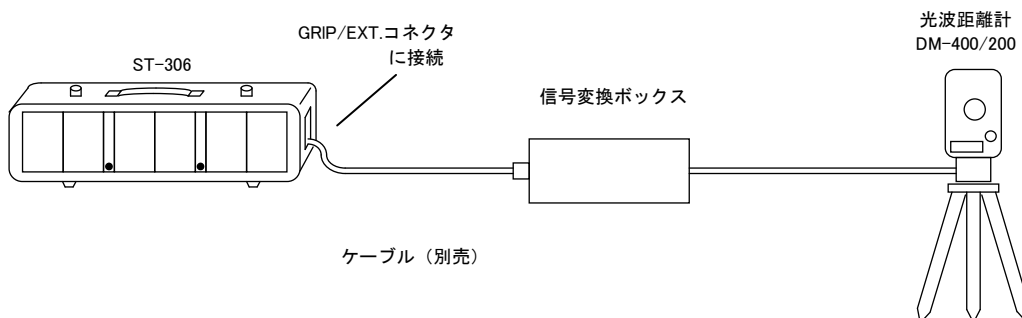 光波距離計
DM-400/200
GRIP/EXT.コネクタ
に接続
ST-306
信号変換ボックス
ケーブル（別売）